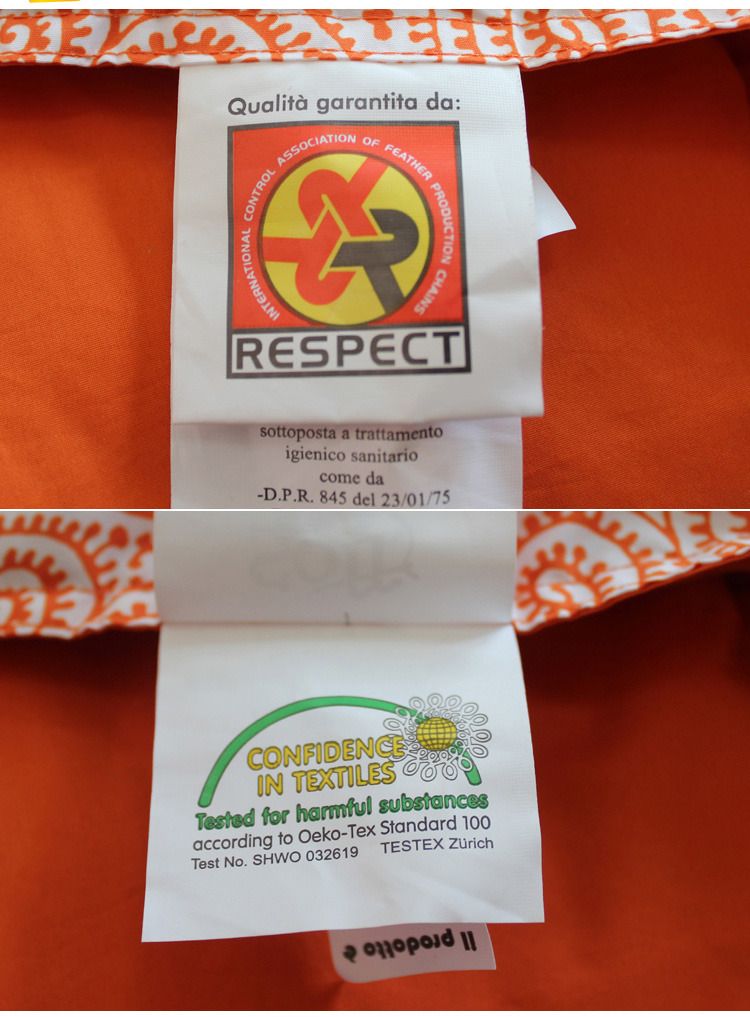 Qualità garantita da:
INTERNATIONAL CONTROL ASSOCIATION OF FEATHER PRODUCTION CHAINS
RESPECT
sottoposta a trattamento
igienico sanitario
come da
-D.P.R. 845 del 23/01/75
CONFIDENCE
IN TEXTILES
Tested for harmful substances
according to Oeko-Tex Standard 100
Test No. SHWO 032619 TESTEX Zürich
Il prodotto è